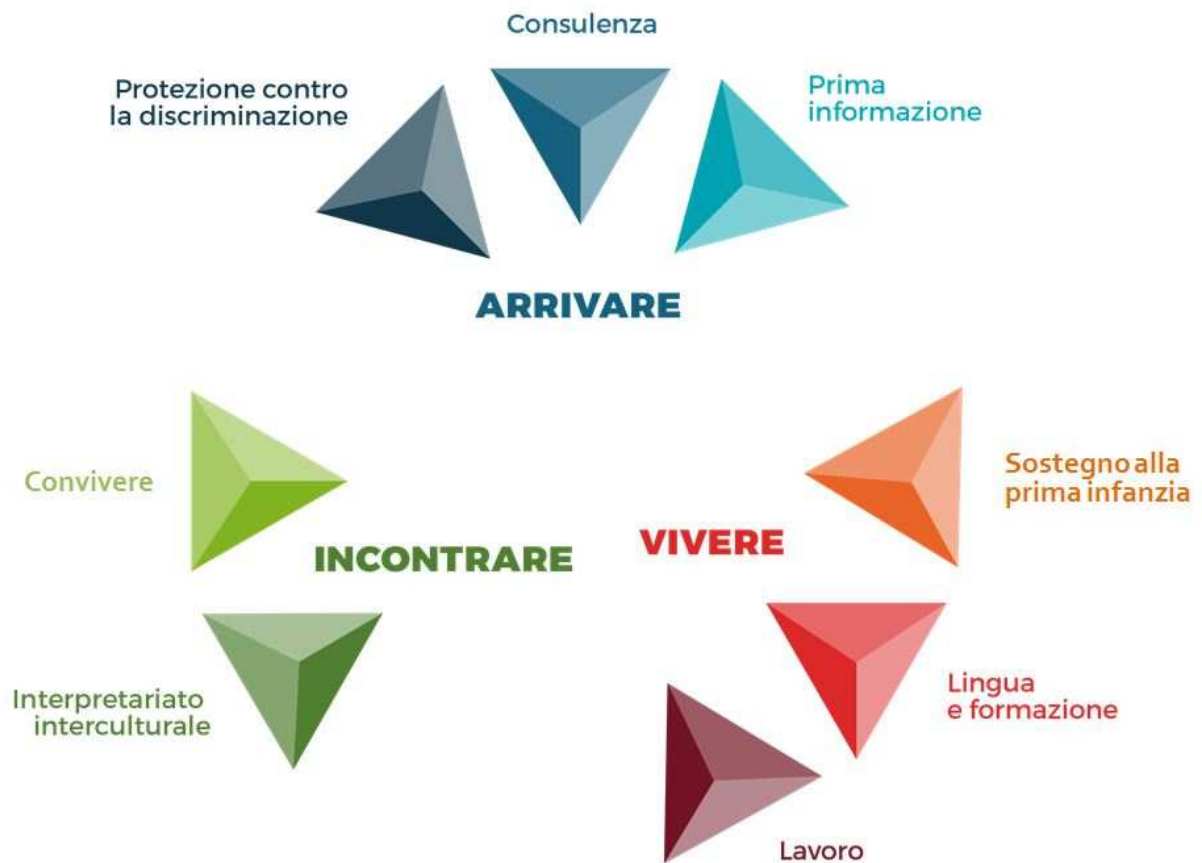 Consulenza
Protezione contro
la discriminazione
Prima
informazione
ARRIVARE
Convivere
Sostegno alla
prima infanzia
INCONTRARE
VIVERE
Interpretariato
interculturale
Lingua
e formazione
Lavoro